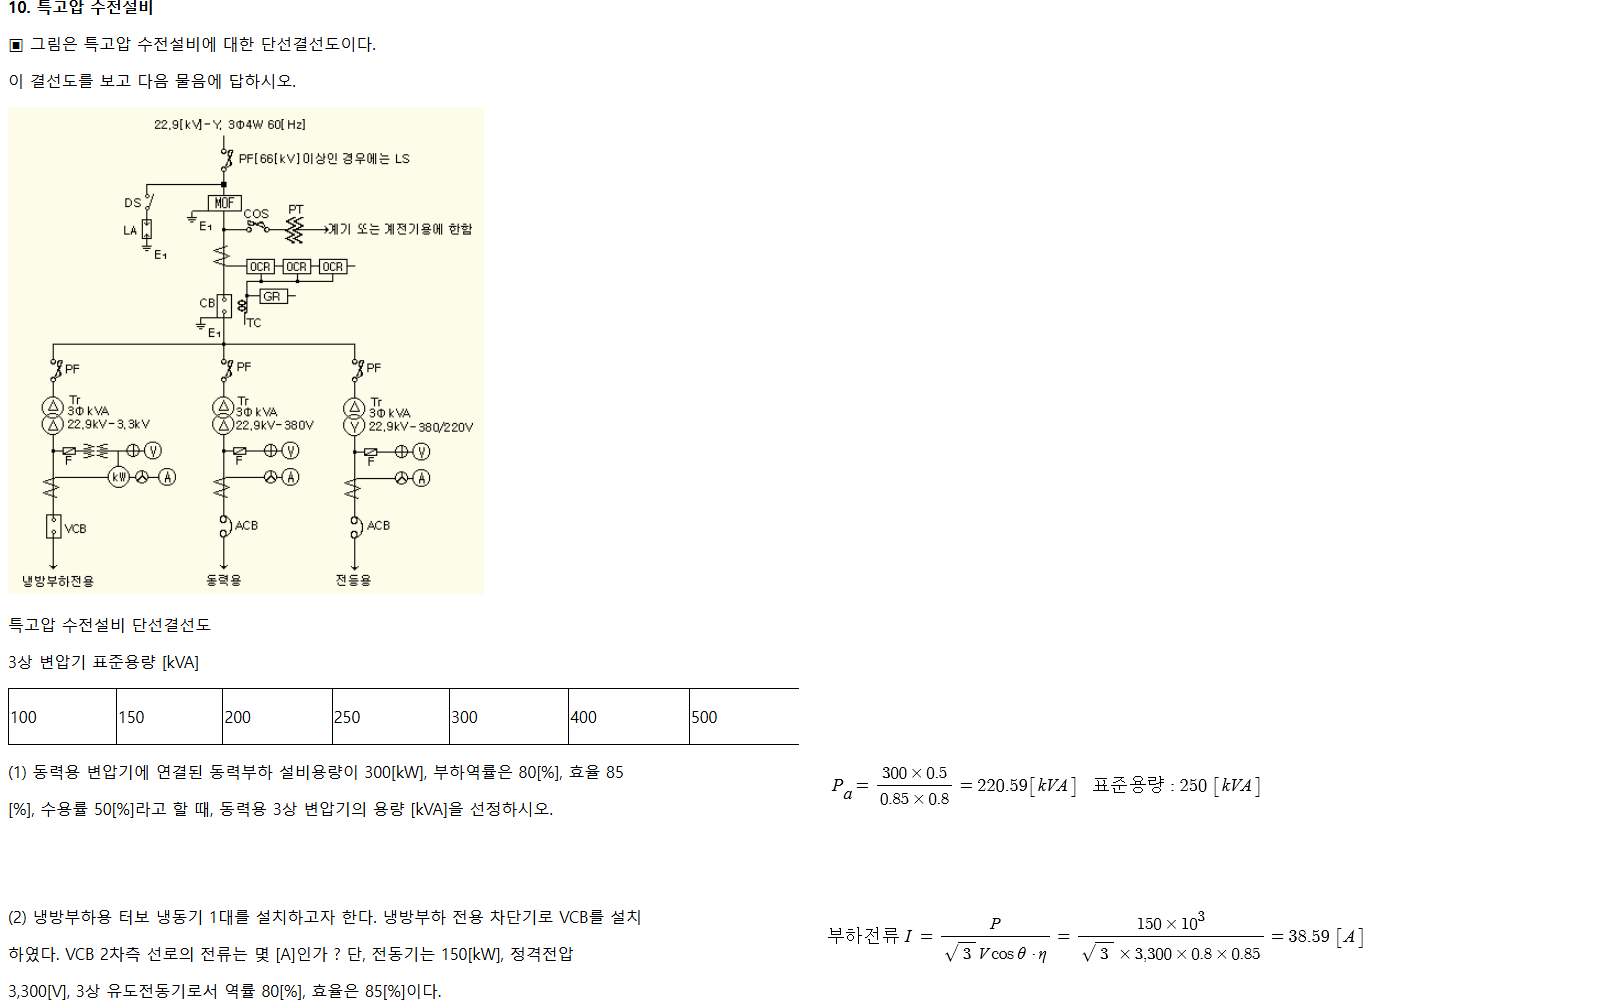 10. 특고압 수전설비
▣ 그림은 특고압 수전설비에 대한 단선결선도이다.
이 결선도를 보고 다음 물음에 답하시오.
22,9[kV]-Y, 3Φ4W 60[Hz]
PF[66[kV]이상인 경우에는 LS
DS
MOF
COS
PT
E₁
LA
계기 또는 계전기용에 한함
E₁
OCR OCR OCR
GR
CB
TC
E₁
PF PF PF
Tr Tr Tr
3Φ kVA 3Φ kVA 3Φ kVA
22,9kV-3,3kV 22,9kV-380V 22,9kV-380/220V
V V V
F F F
kW A A A
VCB ACB ACB
냉방부하전용 동력용 전등용
특고압 수전설비 단선결선도
3상 변압기 표준용량 [kVA]
100 150 200 250 300 400 500
(1) 동력용 변압기에 연결된 동력부하 설비용량이 300[kW], 부하역률은 80[%], 효율 85
[%], 수용률 50[%]라고 할 때, 동력용 3상 변압기의 용량 [kVA]을 선정하시오.
P_a = (300 × 0.5) / (0.85 × 0.8) = 220.59[kVA] 표준용량 : 250 [kVA]
(2) 냉방부하용 터보 냉동기 1대를 설치하고자 한다. 냉방부하 전용 차단기로 VCB를 설치
하였다. VCB 2차측 선로의 전류는 몇 [A]인가 ? 단, 전동기는 150[kW], 정격전압
3,300[V], 3상 유도전동기로서 역률 80[%], 효율은 85[%]이다.
부하전류 I = P / (√3 V cosθ · η) = (150 × 10³) / (√3 × 3,300 × 0.8 × 0.85) = 38.59 [A]